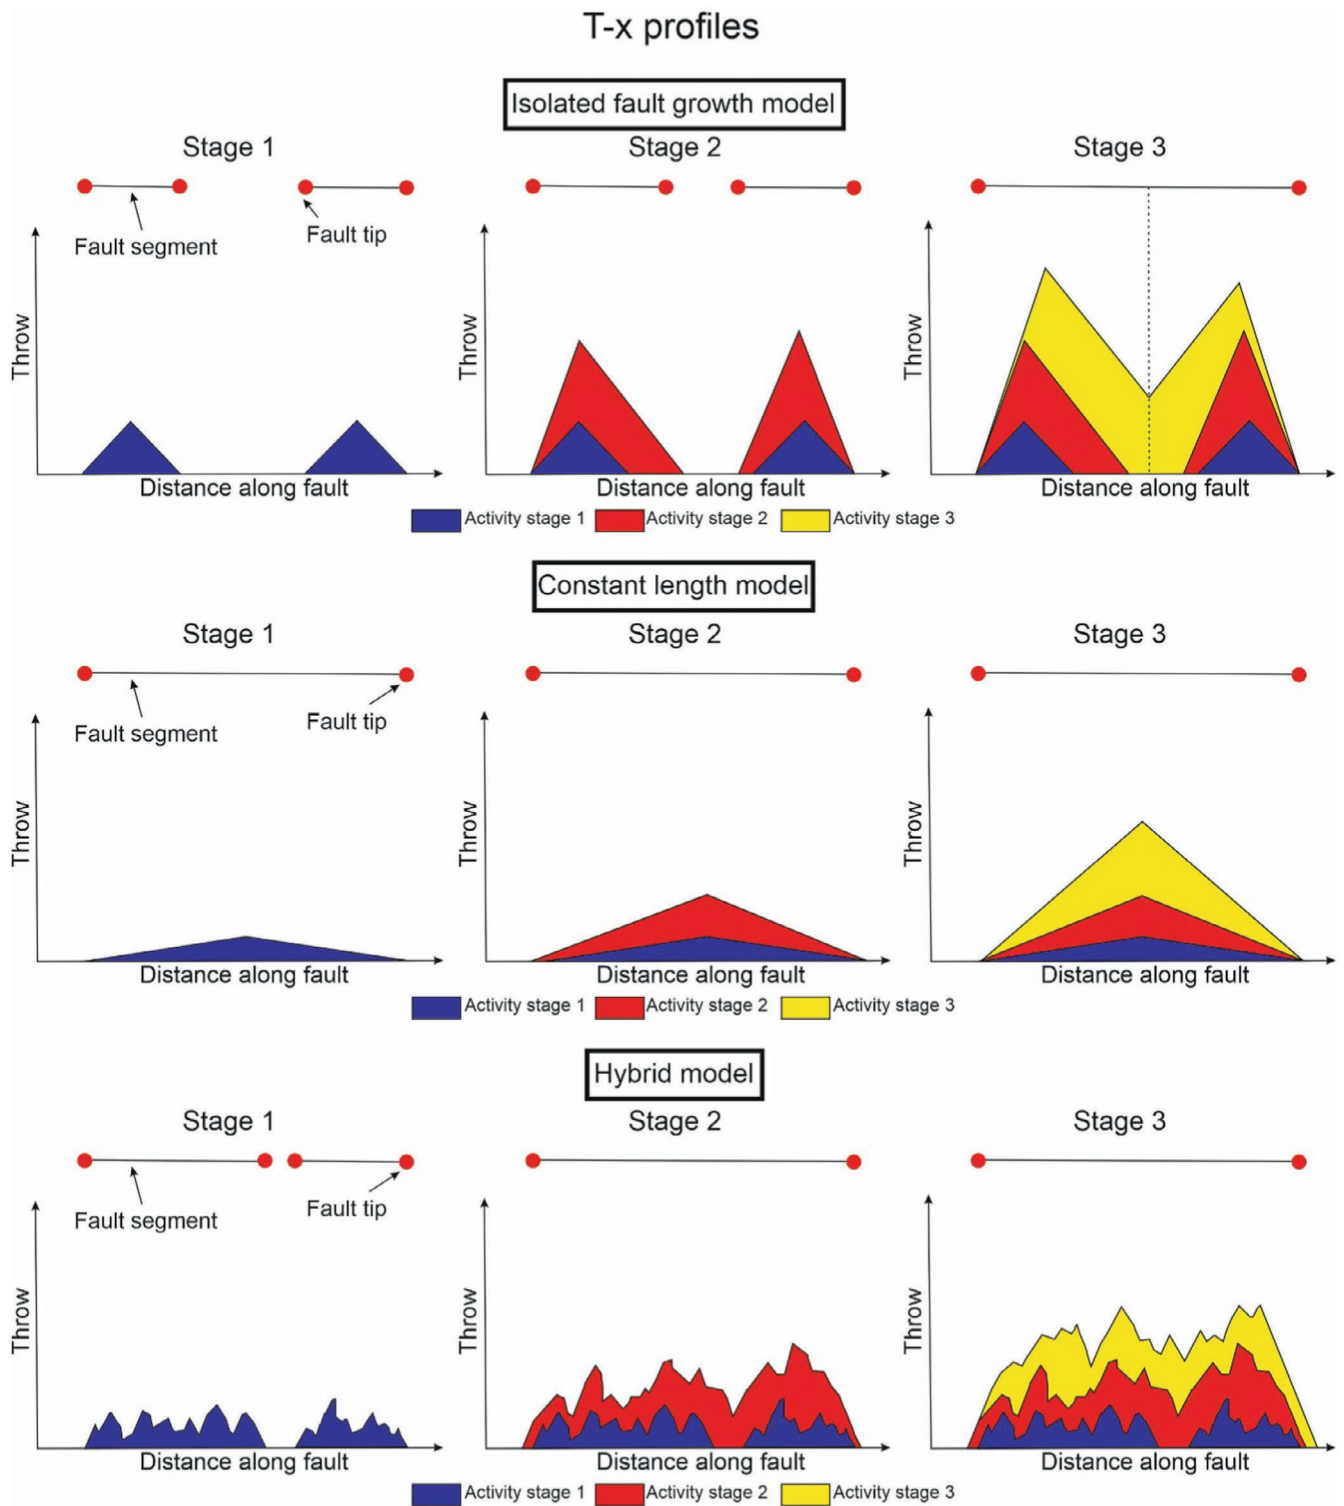 T-x profiles
Isolated fault growth model
Stage 1
Stage 2
Stage 3
Fault segment
Fault tip
Throw
Throw
Throw
Distance along fault
Distance along fault
Distance along fault
Activity stage 1
Activity stage 2
Activity stage 3
Constant length model
Stage 1
Stage 2
Stage 3
Fault segment
Fault tip
Throw
Throw
Throw
Distance along fault
Distance along fault
Distance along fault
Activity stage 1
Activity stage 2
Activity stage 3
Hybrid model
Stage 1
Stage 2
Stage 3
Fault segment
Fault tip
Throw
Throw
Throw
Distance along fault
Distance along fault
Distance along fault
Activity stage 1
Activity stage 2
Activity stage 3